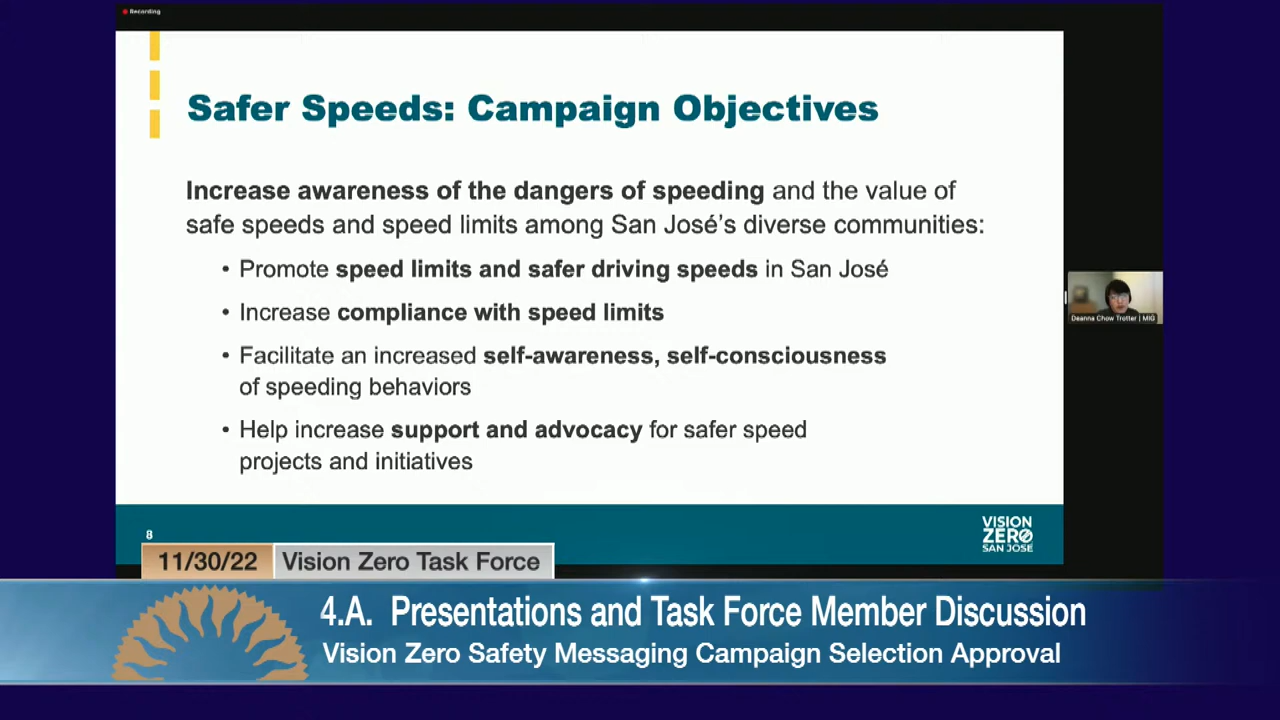 Recording
Safer Speeds: Campaign Objectives
Increase awareness of the dangers of speeding and the value of
safe speeds and speed limits among San José's diverse communities:
• Promote speed limits and safer driving speeds in San José
• Increase compliance with speed limits
• Facilitate an increased self-awareness, self-consciousness
of speeding behaviors
• Help increase support and advocacy for safer speed
projects and initiatives
Deanna Chow Trotter | MIG
8
VISION
ZERO
SAN JOSE
11/30/22 Vision Zero Task Force
4.A. Presentations and Task Force Member Discussion
Vision Zero Safety Messaging Campaign Selection Approval